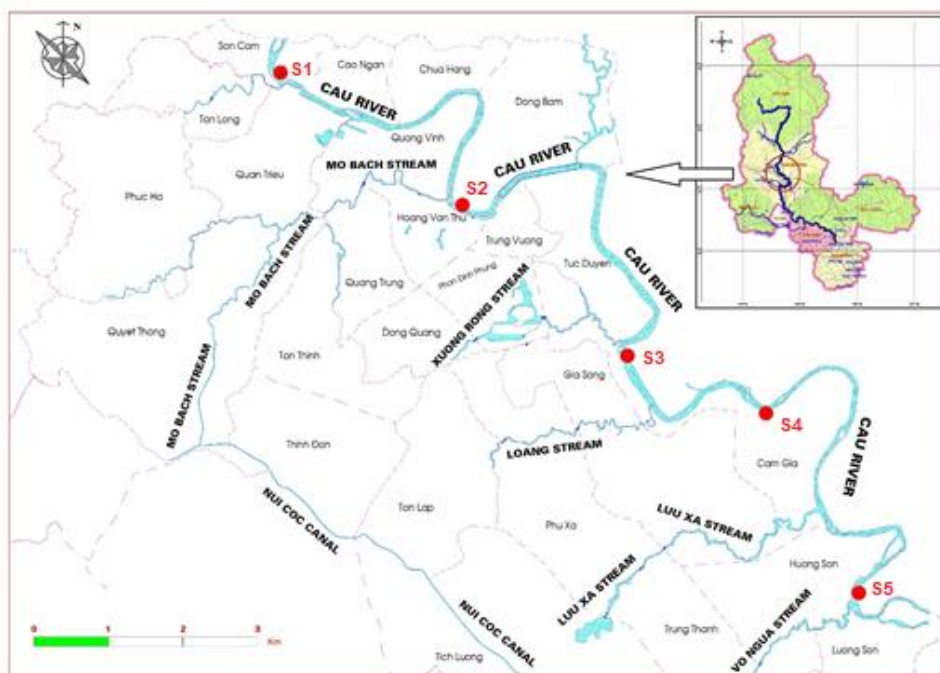 N
Son Cam
Cao Ngan
Chua Hang
S1
CAU RIVER
Dong Bam
Tan Long
Quang Vinh
MO BACH STREAM
CAU RIVER
Quan Trieu
Phuc Ha
S2
Hoang Van Thu
MO BACH STREAM
Trung Vuong
Tuc Duyen
Phan Dinh Phung
CAU RIVER
Quang Trung
XUONG RONG STREAM
Quyet Thang
Dong Quang
Tan Thinh
S3
Gia Sang
MO BACH STREAM
S4
CAU RIVER
Thinh Dan
LOANG STREAM
Cam Gia
NUI COC CANAL
Tan Lap
LUU XA STREAM
Phu Xa
Huong Son
LUU XA STREAM
S5
VO NGUA STREAM
NUI COC CANAL
Trung Thanh
Luong Son
Tich Luong
0 1 2 3
Km